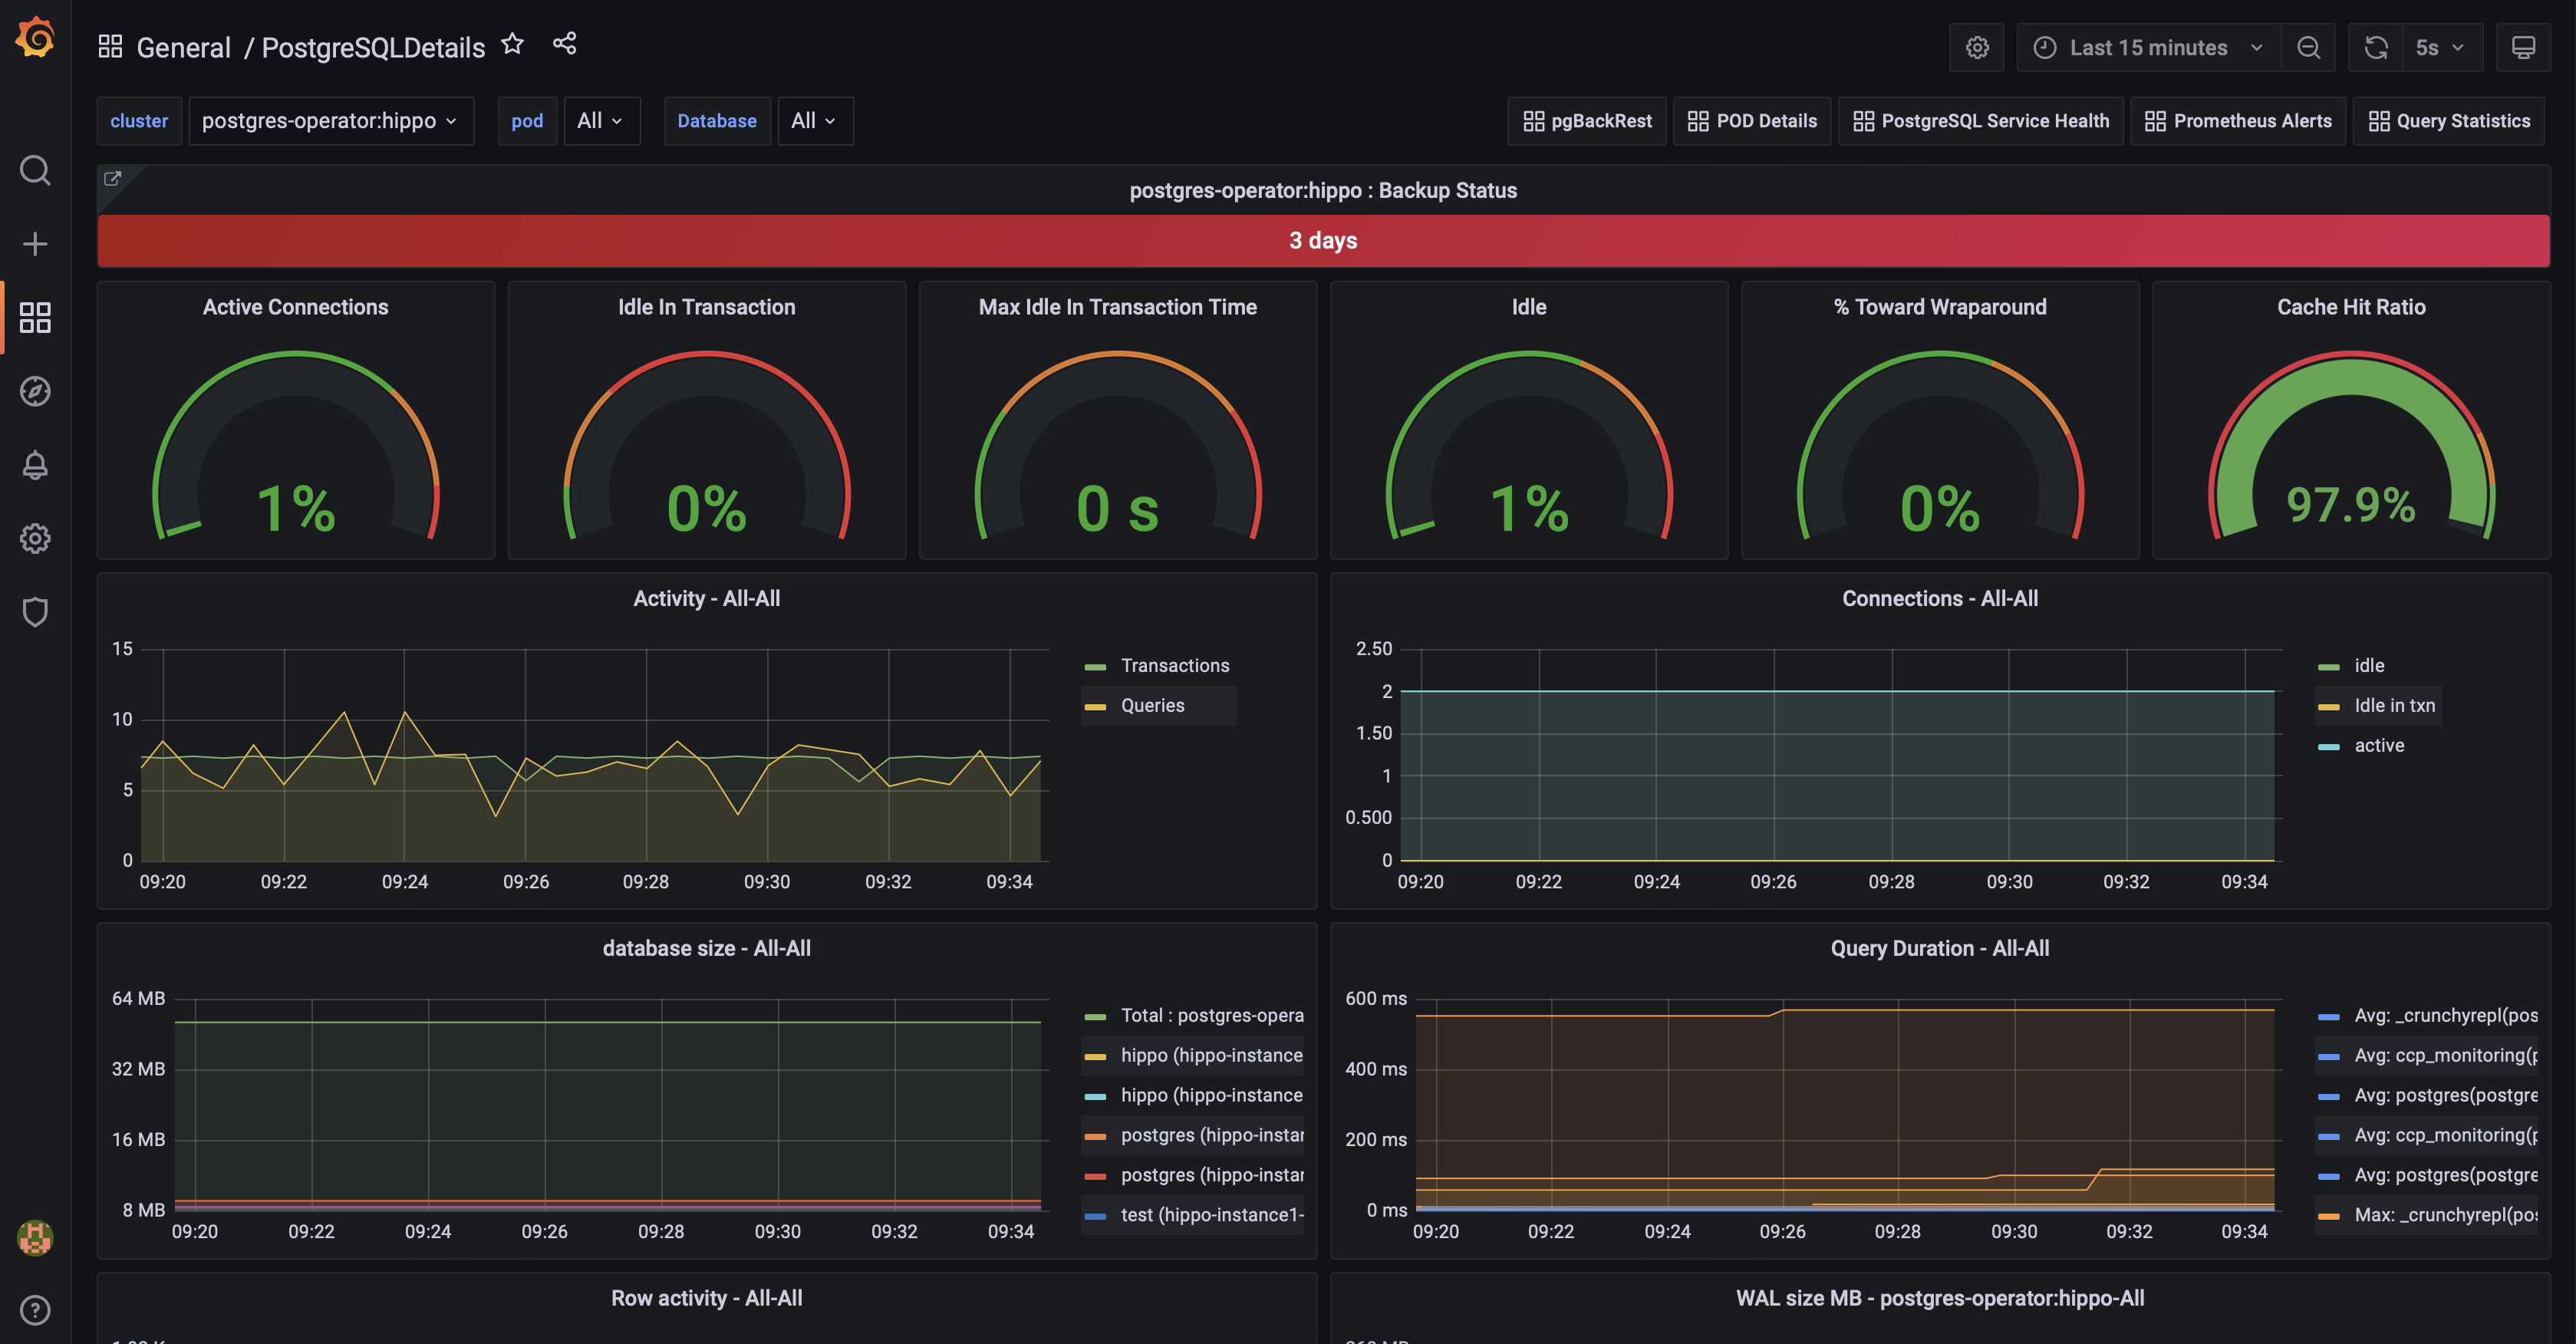 General / PostgreSQLDetails
Last 15 minutes
5s
cluster postgres-operator:hippo pod All Database All
pgBackRest POD Details PostgreSQL Service Health Prometheus Alerts Query Statistics
postgres-operator:hippo : Backup Status
3 days
Active Connections
1%
Idle In Transaction
0%
Max Idle In Transaction Time
0 s
Idle
1%
% Toward Wraparound
0%
Cache Hit Ratio
97.9%
Activity - All-All
15
10
5
0
09:20 09:22 09:24 09:26 09:28 09:30 09:32 09:34
Transactions
Queries
Connections - All-All
2.50
2
1.50
1
0.500
0
09:20 09:22 09:24 09:26 09:28 09:30 09:32 09:34
idle
Idle in txn
active
database size - All-All
64 MB
32 MB
16 MB
8 MB
09:20 09:22 09:24 09:26 09:28 09:30 09:32 09:34
Total : postgres-opera
hippo (hippo-instance
hippo (hippo-instance
postgres (hippo-instar
postgres (hippo-instar
test (hippo-instance1-
Query Duration - All-All
600 ms
400 ms
200 ms
0 ms
09:20 09:22 09:24 09:26 09:28 09:30 09:32 09:34
Avg: _crunchyrepl(pos
Avg: ccp_monitoring(p
Avg: postgres(postgre
Avg: ccp_monitoring(p
Avg: postgres(postgre
Max: _crunchyrepl(pos
Row activity - All-All
WAL size MB - postgres-operator:hippo-All